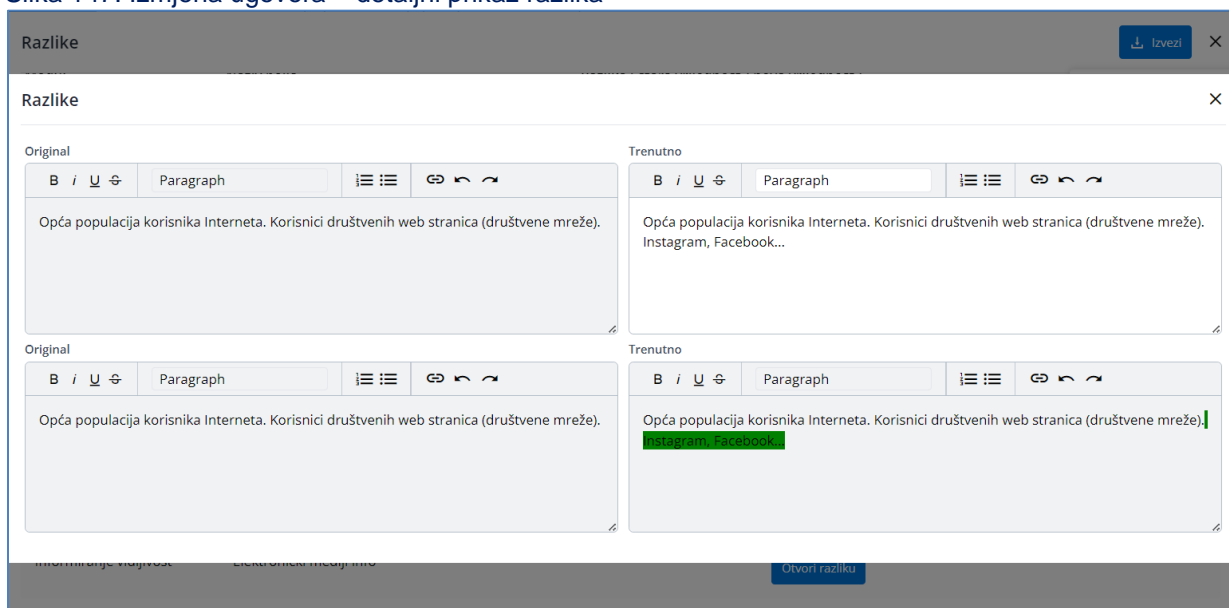 Razlike
Izvezi
Razlike
Original
Trenutno
B i U S Paragraph
B i U S Paragraph
Opća populacija korisnika Interneta. Korisnici društvenih web stranica (društvene mreže).
Opća populacija korisnika Interneta. Korisnici društvenih web stranica (društvene mreže).
Instagram, Facebook...
Original
Trenutno
B i U S Paragraph
B i U S Paragraph
Opća populacija korisnika Interneta. Korisnici društvenih web stranica (društvene mreže).
Opća populacija korisnika Interneta. Korisnici društvenih web stranica (društvene mreže).
Instagram, Facebook...
Otvori razliku